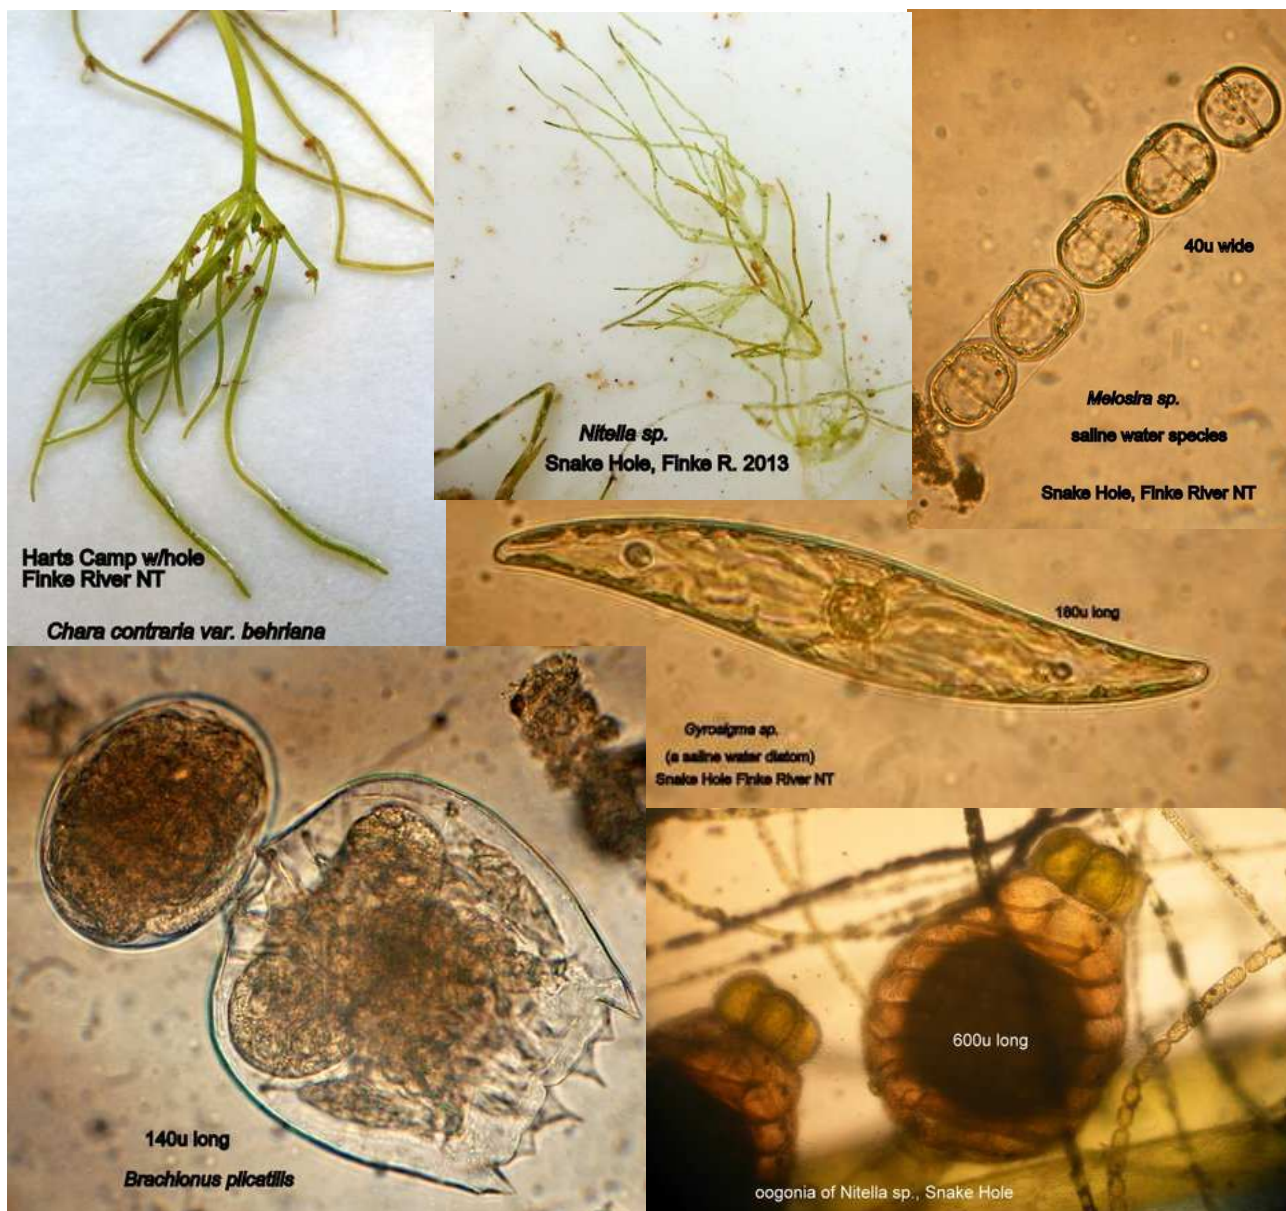 Harts Camp w/hole
Finke River NT
Chara contraria var. behriana
Nitella sp.
Snake Hole, Finke R. 2013
40u wide
Melosira sp.
saline water species
Snake Hole, Finke River NT
180u long
Gyrosigma sp.
(a saline water diatom)
Snake Hole Finke River NT
140u long
Brachionus plicatilis
600u long
oogonia of Nitella sp., Snake Hole